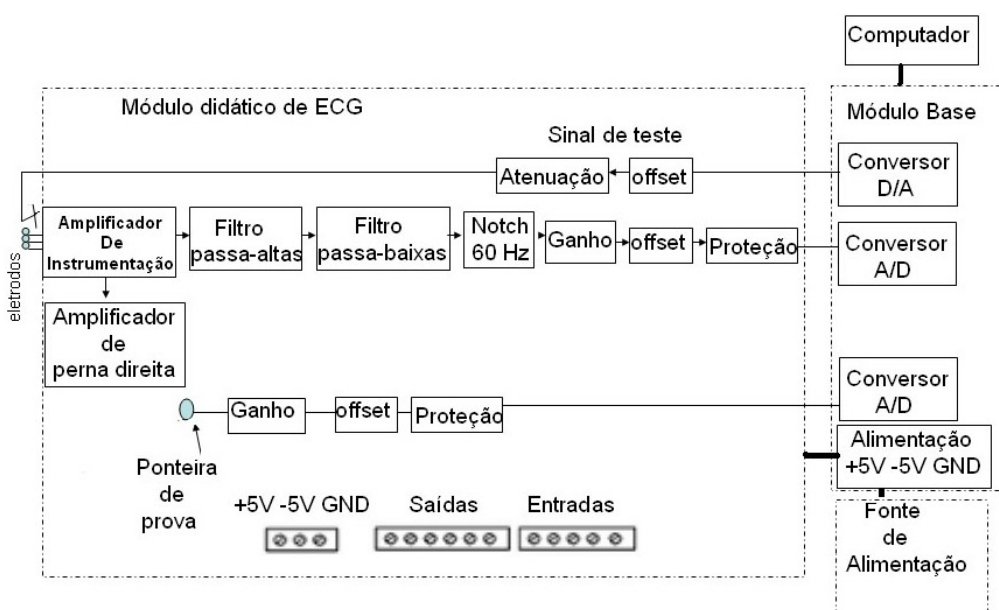 Computador
Módulo didático de ECG
Módulo Base
Sinal de teste
Atenuação
offset
Conversor
D/A
eletrodos
Amplificador
De
Instrumentação
Filtro
passa-altas
Filtro
passa-baixas
Notch
60 Hz
Ganho
offset
Proteção
Conversor
A/D
Amplificador
de
perna direita
Ganho
offset
Proteção
Conversor
A/D
Ponteira
de
prova
Alimentação
+5V -5V GND
+5V -5V GND
Saídas
Entradas
Fonte
de
Alimentação